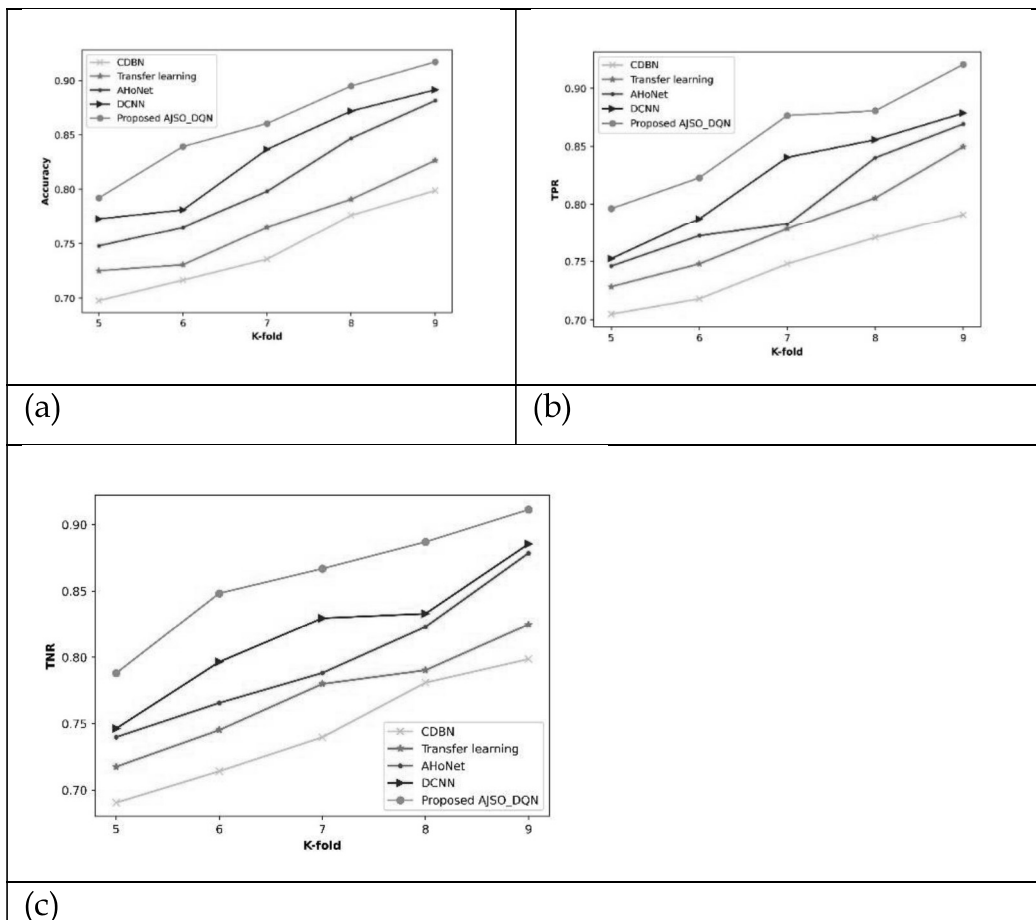 CDBN
Transfer learning
AHoNet
DCNN
Proposed AJSO_DQN
Accuracy
0.90
0.85
0.80
0.75
0.70
5 6 7 8 9
K-fold
(a)
CDBN
Transfer learning
AHoNet
DCNN
Proposed AJSO_DQN
TPR
0.90
0.85
0.80
0.75
0.70
5 6 7 8 9
K-fold
(b)
TNR
0.90
0.85
0.80
0.75
0.70
CDBN
Transfer learning
AHoNet
DCNN
Proposed AJSO_DQN
5 6 7 8 9
K-fold
(c)